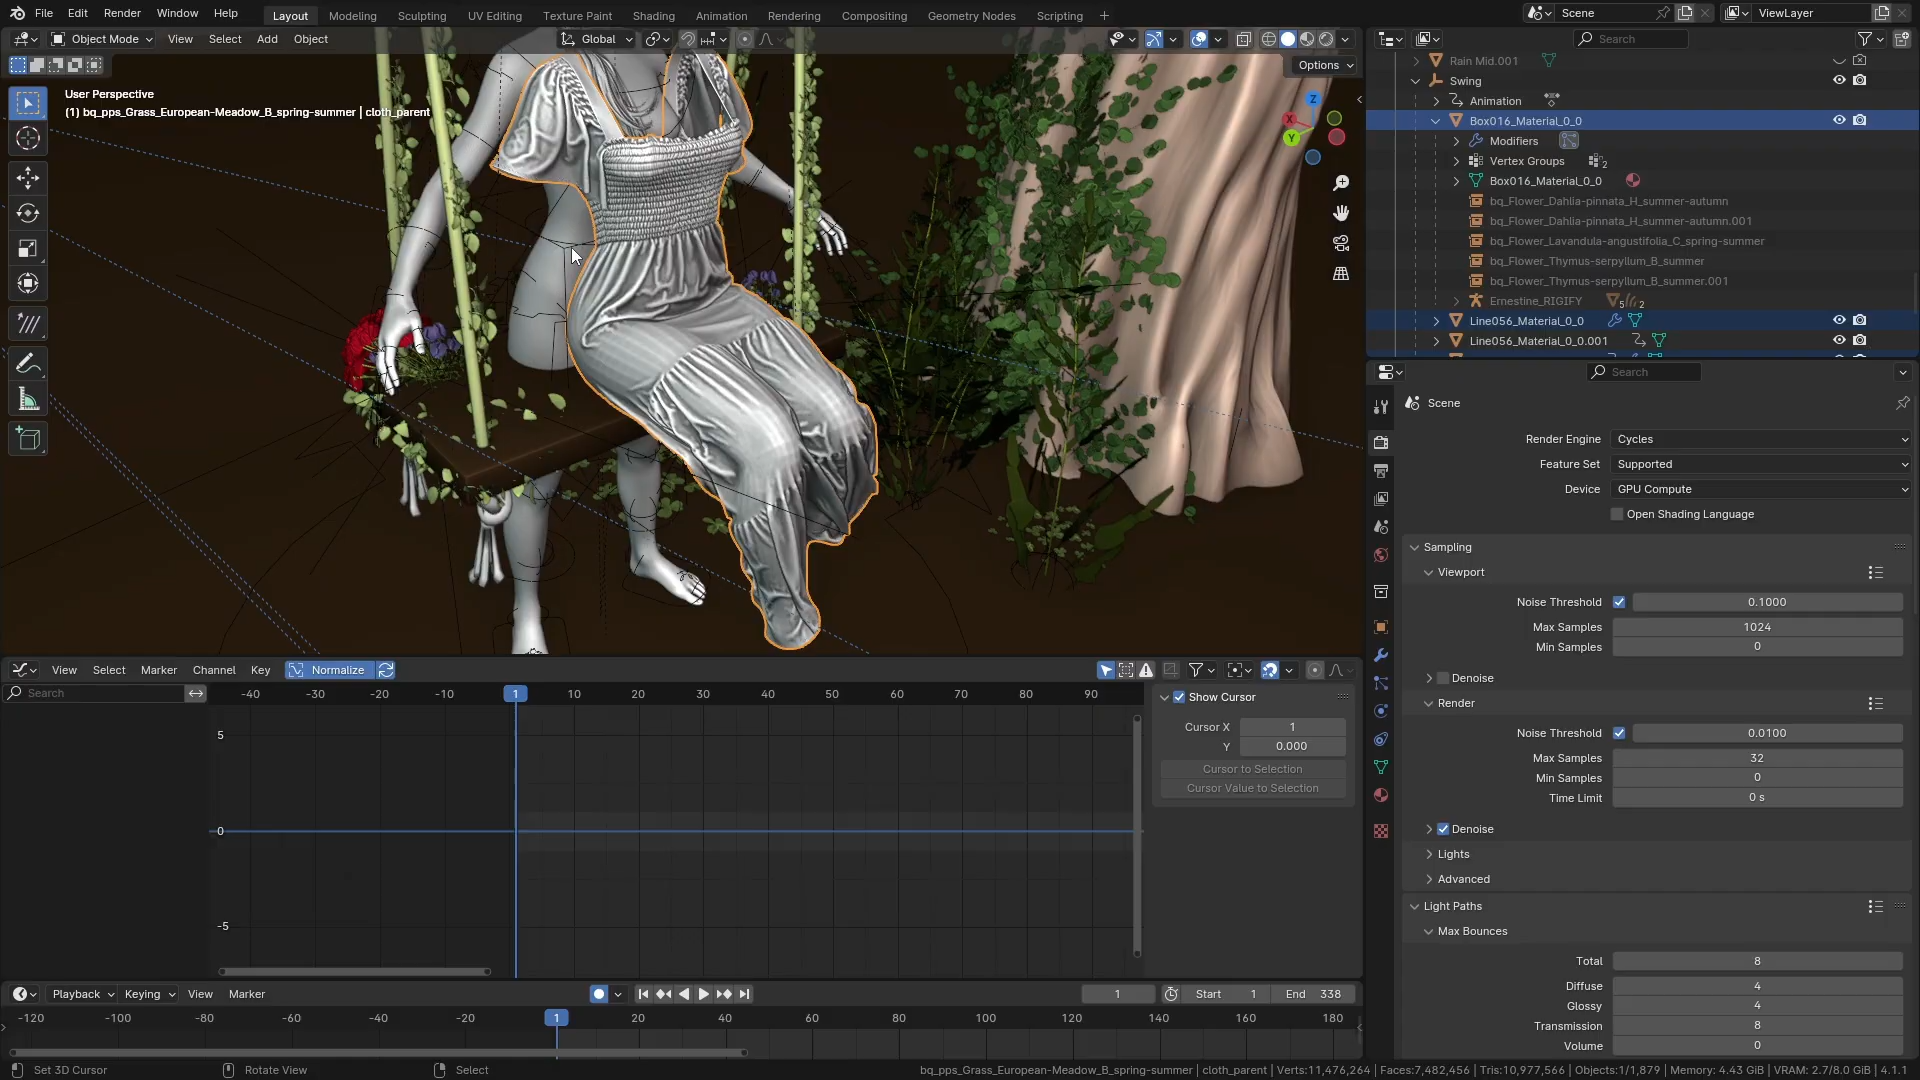 File Edit Render Window Help Layout Modeling Sculpting UV Editing Texture Paint Shading Animation Rendering Compositing Geometry Nodes Scripting + Scene ViewLayer
Object Mode View Select Add Object Global Search
Options
User Perspective
(1) bq_pps_Grass_European-Meadow_B_spring-summer | cloth_parent
Z
X
Y
Rain Mid.001
Swing
Animation
Box016_Material_0_0
Modifiers
Vertex Groups 2
Box016_Material_0_0
bq_Flower_Dahlia-pinnata_H_summer-autumn
bq_Flower_Dahlia-pinnata_H_summer-autumn.001
bq_Flower_Lavandula-angustifolia_C_spring-summer
bq_Flower_Thymus-serpyllum_B_summer
bq_Flower_Thymus-serpyllum_B_summer.001
Ernestine_RIGIFY 5 2
Line056_Material_0_0
Line056_Material_0_0.001
Search
Scene
Render Engine Cycles
Feature Set Supported
Device GPU Compute
Open Shading Language
Sampling
Viewport
Noise Threshold 0.1000
Max Samples 1024
Min Samples 0
Denoise
Render
Noise Threshold 0.0100
Max Samples 32
Min Samples 0
Time Limit 0 s
Denoise
Lights
Advanced
Light Paths
Max Bounces
Total 8
Diffuse 4
Glossy 4
Transmission 8
Volume 0
View Select Marker Channel Key Normalize
Search -40 -30 -20 -10 1 10 20 30 40 50 60 70 80 90
5
0
-5
Show Cursor
Cursor X 1
Y 0.000
Cursor to Selection
Cursor Value to Selection
Playback Keying View Marker 1 Start 1 End 338
-120 -100 -80 -60 -40 -20 1 20 40 60 80 100 120 140 160 180
Set 3D Cursor Rotate View Select bq_pps_Grass_European-Meadow_B_spring-summer | cloth_parent | Verts:11,476,264 | Faces:7,482,456 | Tris:10,977,566 | Objects:1/1,879 | Memory: 4.43 GiB | VRAM: 2.7/8.0 GiB | 4.1.1